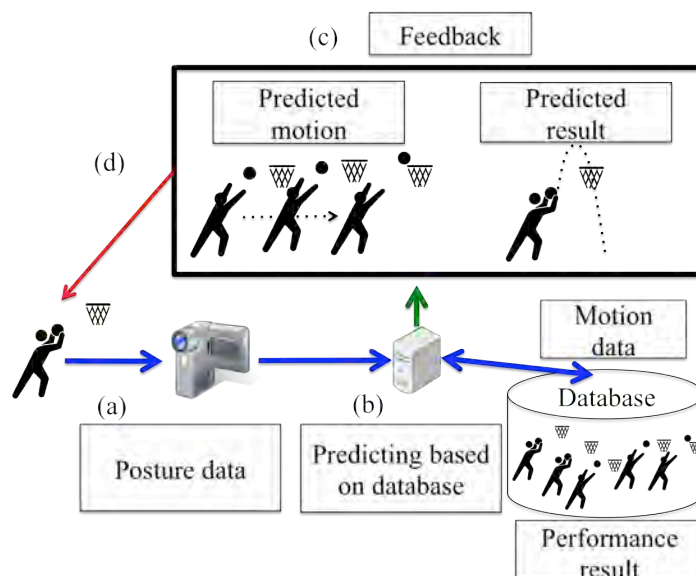 (c)
Feedback
Predicted
motion
Predicted
result
(d)
Motion
data
Database
(a)
(b)
Posture data
Predicting based
on database
Performance
result